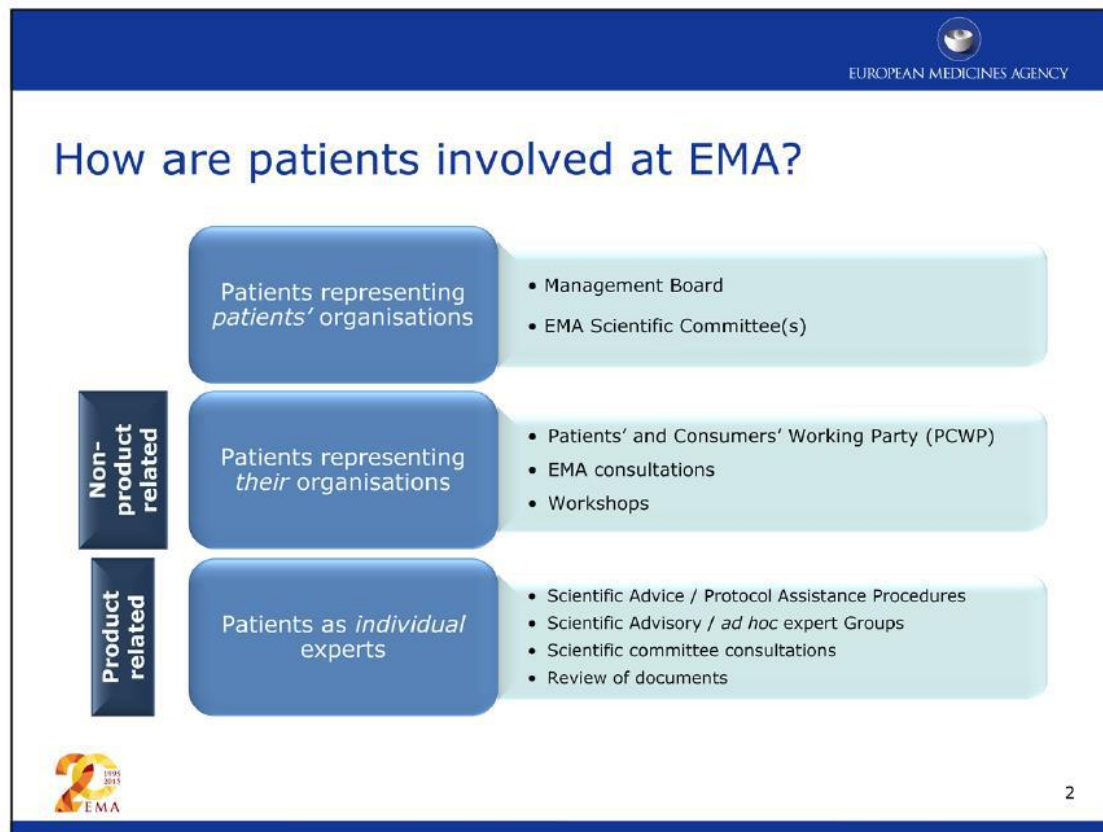 EUROPEAN MEDICINES AGENCY
How are patients involved at EMA?
Patients representing
patients’ organisations
• Management Board
• EMA Scientific Committee(s)
Non-
product
related
Patients representing
their organisations
• Patients’ and Consumers’ Working Party (PCWP)
• EMA consultations
• Workshops
Product
related
Patients as individual
experts
• Scientific Advice / Protocol Assistance Procedures
• Scientific Advisory / ad hoc expert Groups
• Scientific committee consultations
• Review of documents
20
1995
2015
EMA
2